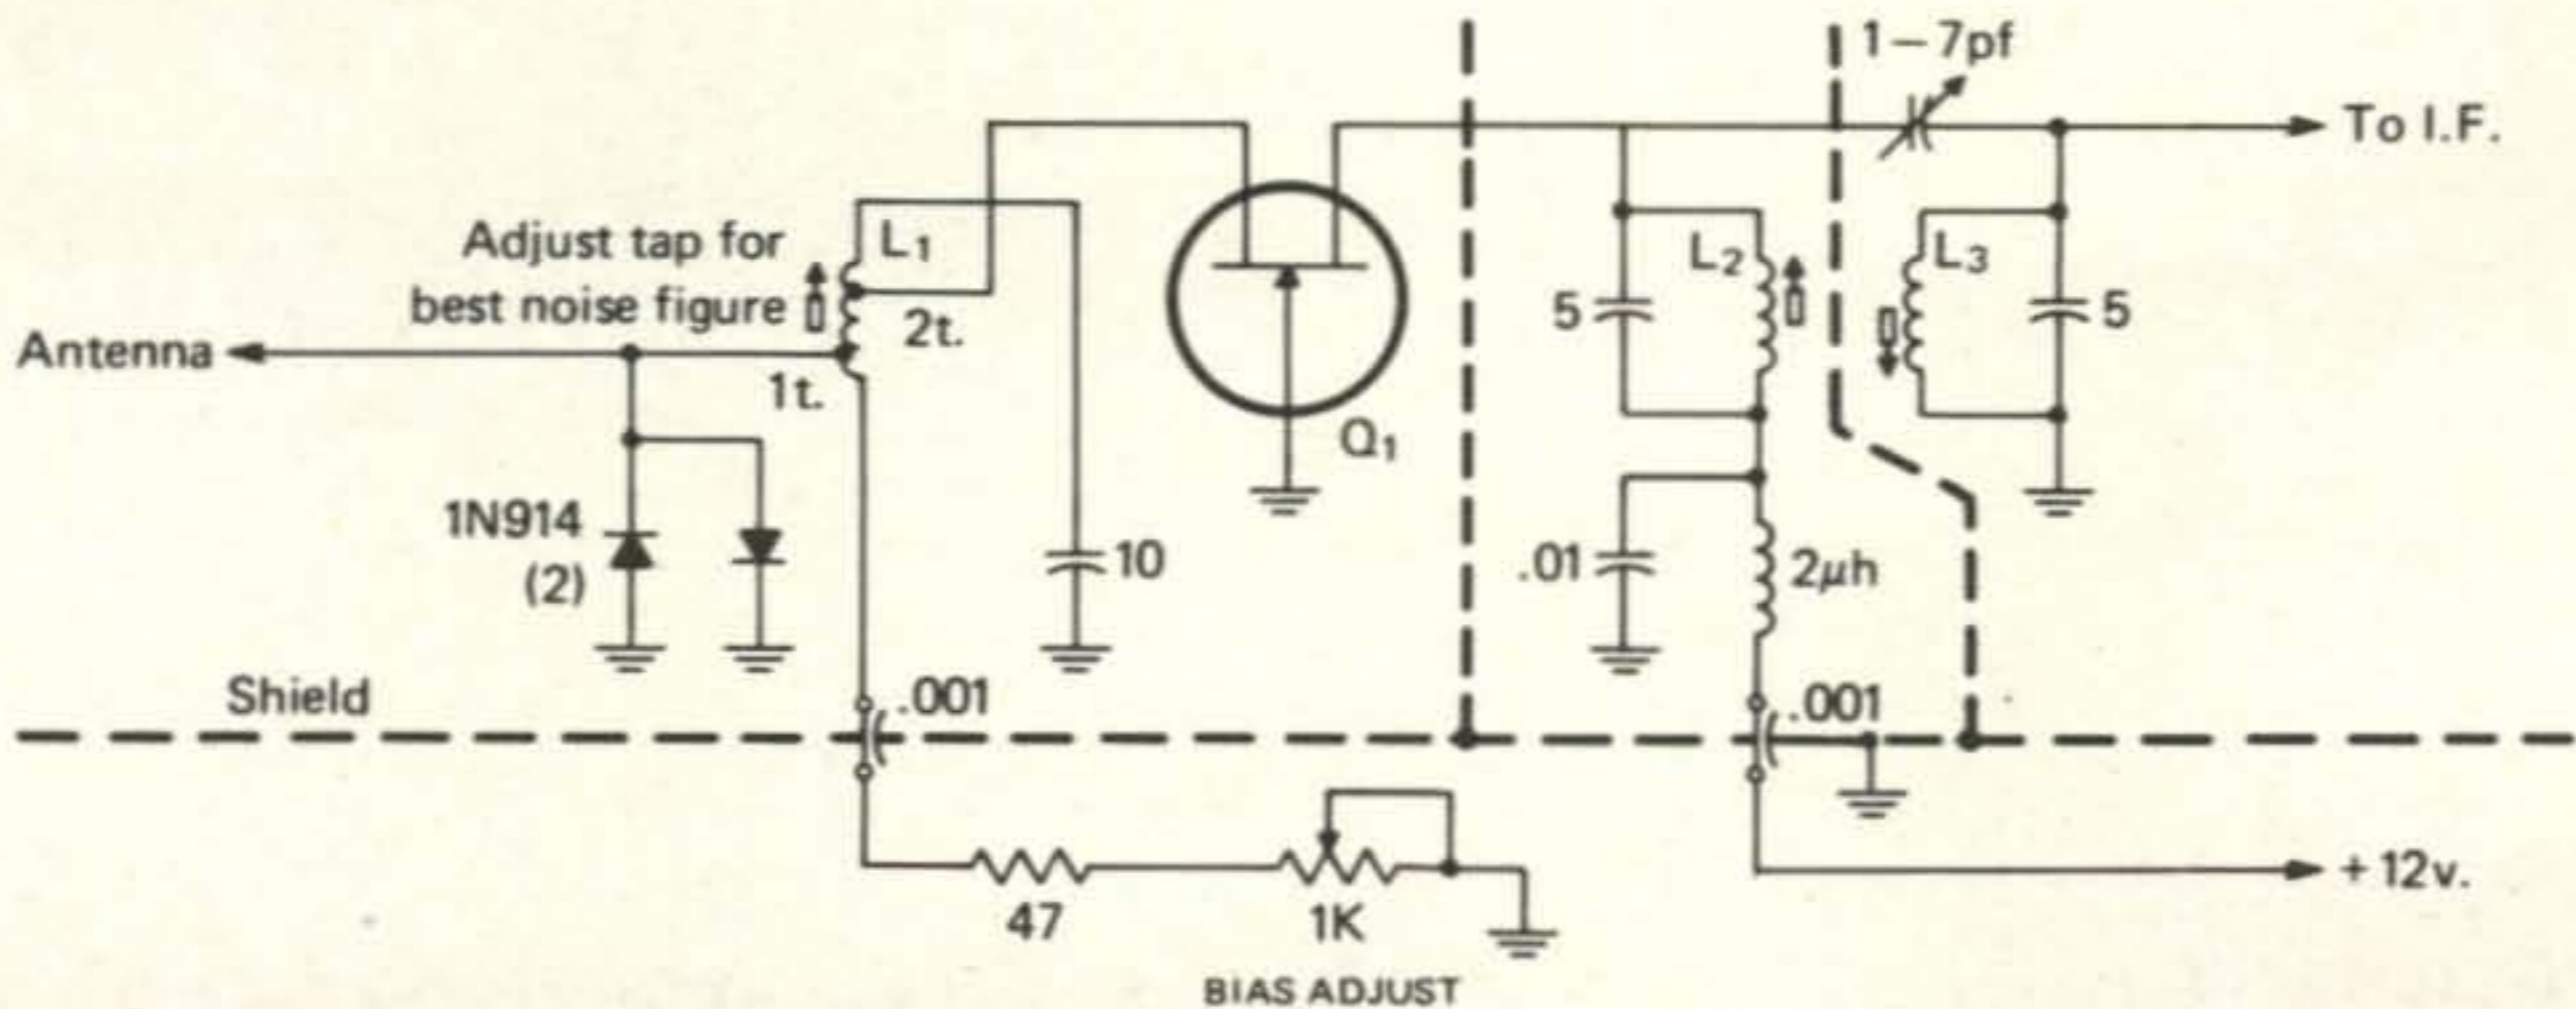 1–7pf
To I.F.
Adjust tap for
best noise figure
L1
2t.
Antenna
1t.
Q1
L2
L3
5
5
1N914
(2)
10
.01
2μh
Shield
.001
.001
47
1K
+12v.
BIAS ADJUST